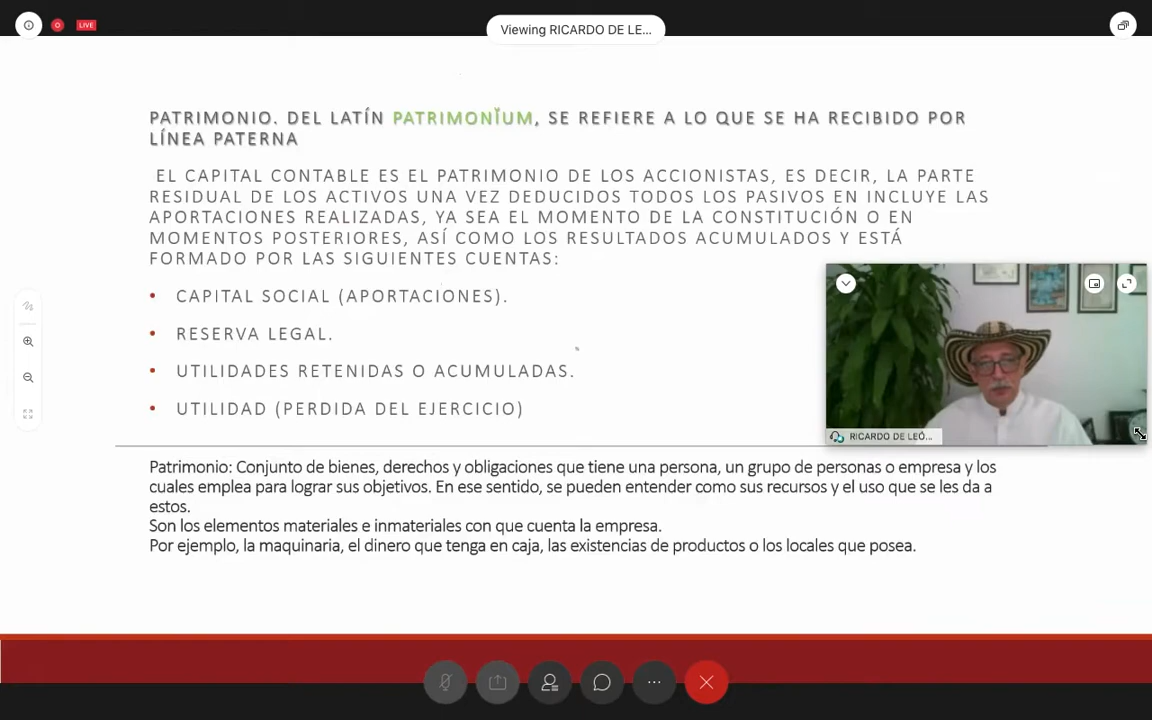 LIVE
Viewing RICARDO DE LE...
PATRIMONIO. DEL LATÍN PATRIMONĬUM, SE REFIERE A LO QUE SE HA RECIBIDO POR
LÍNEA PATERNA
EL CAPITAL CONTABLE ES EL PATRIMONIO DE LOS ACCIONISTAS, ES DECIR, LA PARTE
RESIDUAL DE LOS ACTIVOS UNA VEZ DEDUCIDOS TODOS LOS PASIVOS EN INCLUYE LAS
APORTACIONES REALIZADAS, YA SEA EL MOMENTO DE LA CONSTITUCIÓN O EN
MOMENTOS POSTERIORES, ASÍ COMO LOS RESULTADOS ACUMULADOS Y ESTÁ
FORMADO POR LAS SIGUIENTES CUENTAS:
• CAPITAL SOCIAL (APORTACIONES).
• RESERVA LEGAL.
• UTILIDADES RETENIDAS O ACUMULADAS.
• UTILIDAD (PERDIDA DEL EJERCICIO)
RICARDO DE LEÓ...
Patrimonio: Conjunto de bienes, derechos y obligaciones que tiene una persona, un grupo de personas o empresa y los
cuales emplea para lograr sus objetivos. En ese sentido, se pueden entender como sus recursos y el uso que se les da a
estos.
Son los elementos materiales e inmateriales con que cuenta la empresa.
Por ejemplo, la maquinaria, el dinero que tenga en caja, las existencias de productos o los locales que posea.